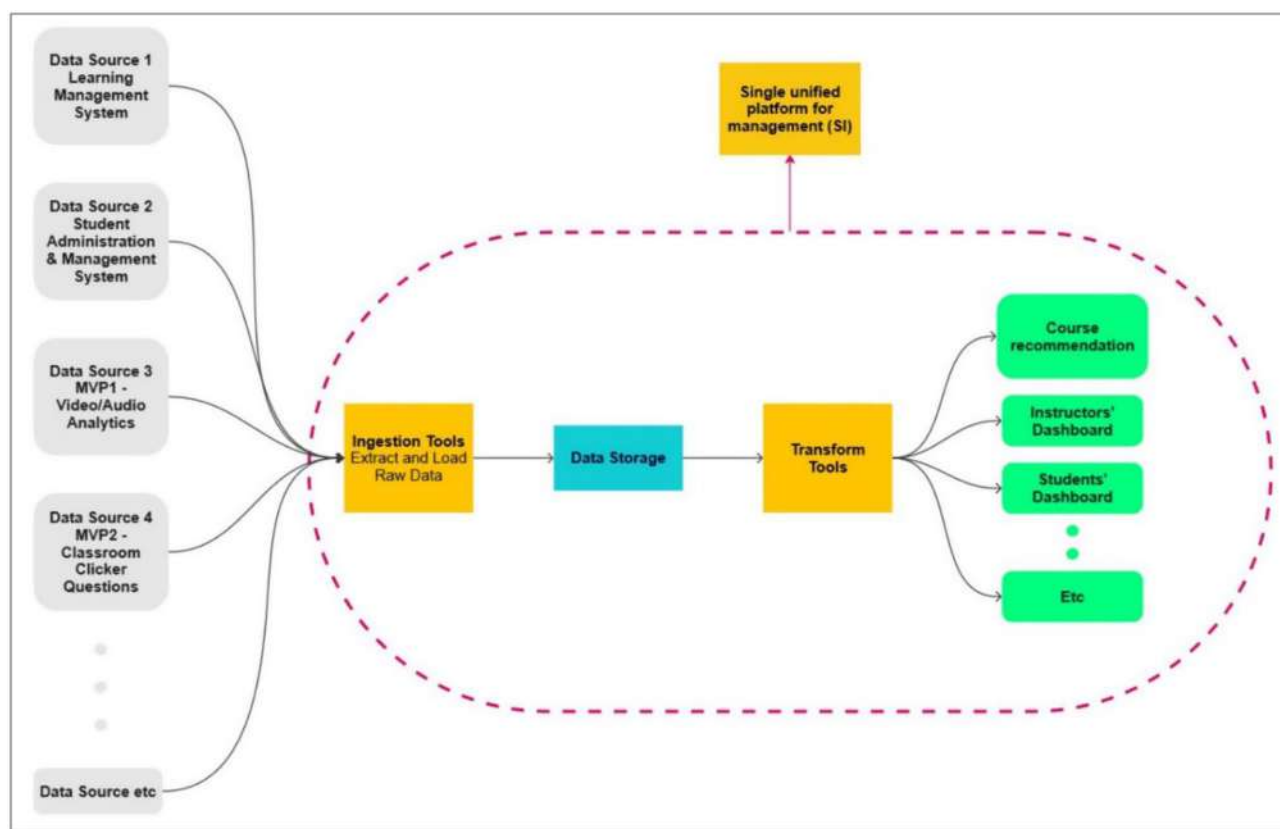 Data Source 1
Learning
Management
System
Data Source 2
Student
Administration
& Management
System
Data Source 3
MVP1 -
Video/Audio
Analytics
Data Source 4
MVP2 -
Classroom
Clicker
Questions
Data Source etc
Single unified
platform for
management (SI)
Ingestion Tools
Extract and Load
Raw Data
Data Storage
Transform
Tools
Course
recommendation
Instructors'
Dashboard
Students'
Dashboard
Etc